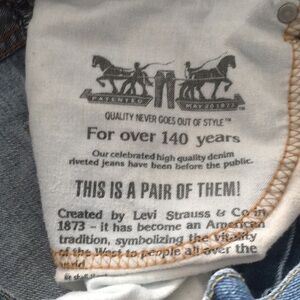 PATENTED MAY 20 1873
QUALITY NEVER GOES OUT OF STYLE™
For over 140 years
Our celebrated high quality denim
riveted jeans have been before the public.
THIS IS A PAIR OF THEM!
Created by Levi Strauss & Co in
1873 - it has become an American
tradition, symbolizing the vitality
of the West to people all over the
world.